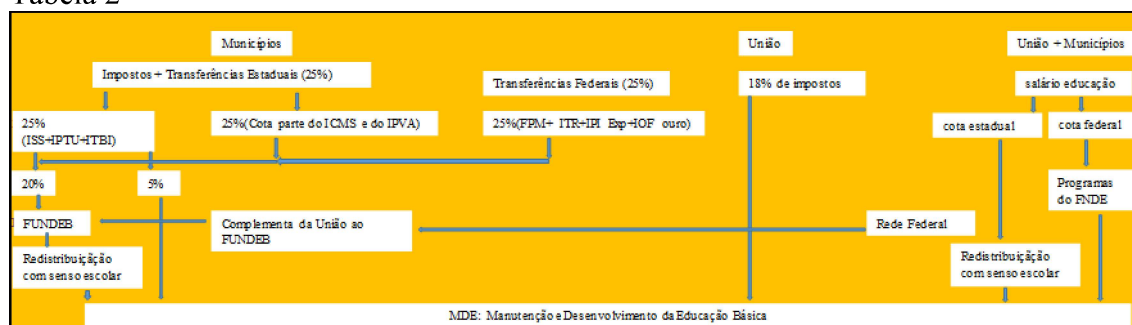 Tabela 2
Municípios
União
União + Municípios
Impostos + Transferências Estaduais (25%)
Transferências Federais (25%)
18% de impostos
salário educação
25%
(ISS+IPTU+ITBI)
25%(Cota parte do ICMS e do IPVA)
25%(FPM+ ITR+IPI Exp+IOF ouro)
cota estadual
cota federal
20%
5%
Programas
do FNDE
FUNDEB
Complementa da União ao
FUNDEB
Rede Federal
Redistribuição
com senso escolar
Redistribuição
com senso escolar
MDE: Manutenção e Desenvolvimento da Educação Básica